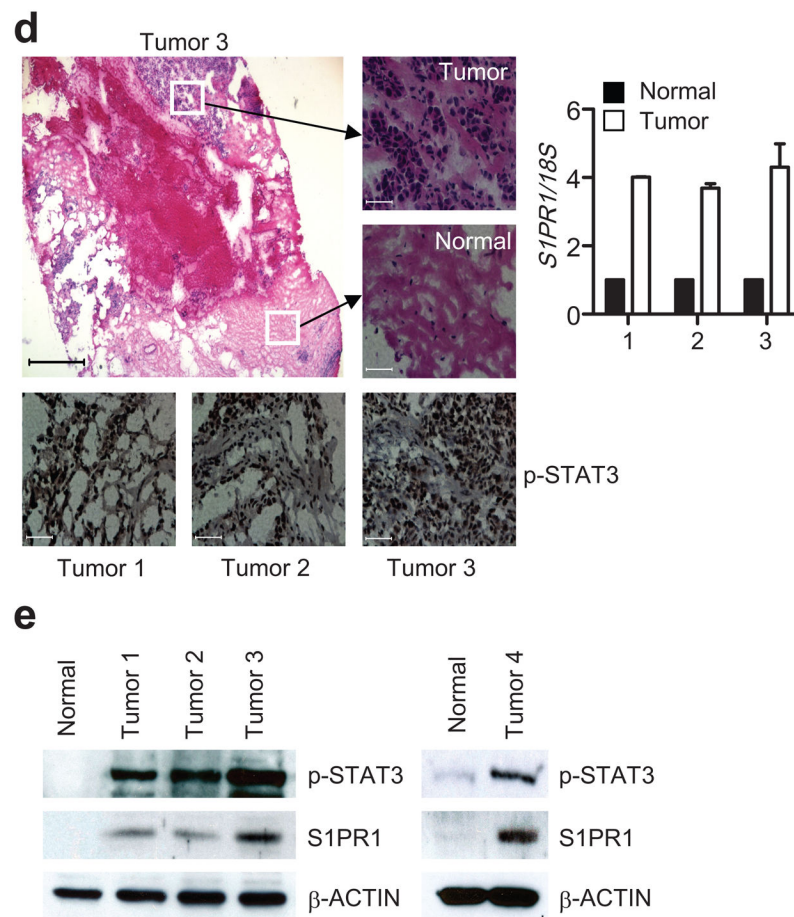 d
Tumor 3
Tumor
Normal
Normal
Tumor
S1PR1/18S
6
4
2
0
1 2 3
p-STAT3
Tumor 1 Tumor 2 Tumor 3
e
Normal Tumor 1 Tumor 2 Tumor 3
p-STAT3
S1PR1
β-ACTIN
Normal Tumor 4
p-STAT3
S1PR1
β-ACTIN